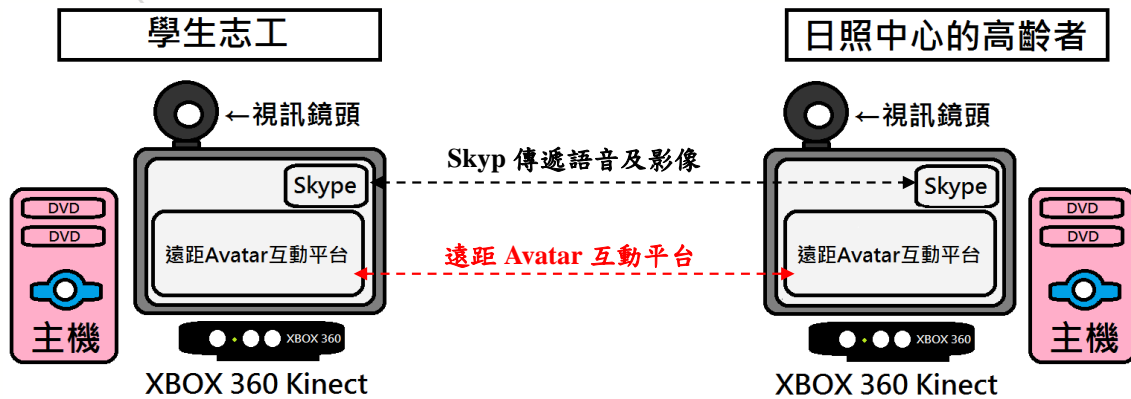 學生志工
日照中心的高齡者
←視訊鏡頭
←視訊鏡頭
Skyp 傳遞語音及影像
Skype
Skype
DVD
DVD
DVD
DVD
遠距Avatar互動平台
遠距 Avatar 互動平台
遠距Avatar互動平台
主機
主機
XBOX 360
XBOX 360
XBOX 360 Kinect
XBOX 360 Kinect